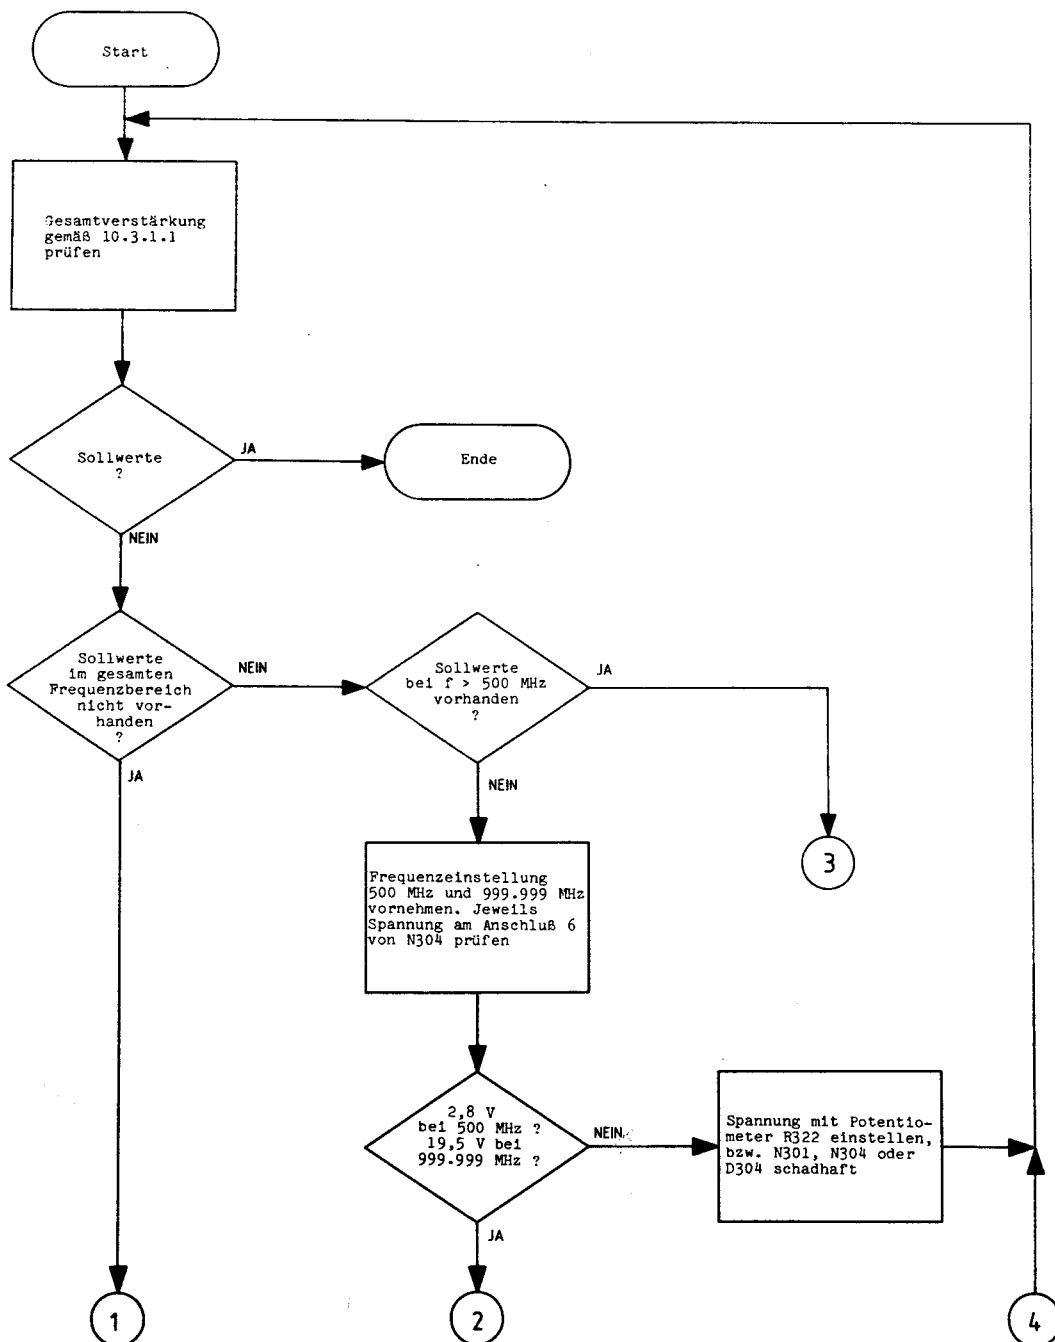 Start
Gesamtverstärkung
gemäß 10.3.1.1
prüfen
Sollwerte
?
JA
Ende
NEIN
Sollwerte
im gesamten
Frequenzbereich
nicht vor-
handen
?
NEIN
Sollwerte
bei f > 500 MHz
vorhanden
?
JA
JA
NEIN
3
Frequenzeinstellung
500 MHz und 999.999 MHz
vornehmen. Jeweils
Spannung am Anschluß 6
von N304 prüfen
2,8 V
bei 500 MHz ?
19,5 V bei
999.999 MHz ?
NEIN
Spannung mit Potentio-
meter R322 einstellen,
bzw. N301, N304 oder
D304 schadhaft
JA
1
2
4